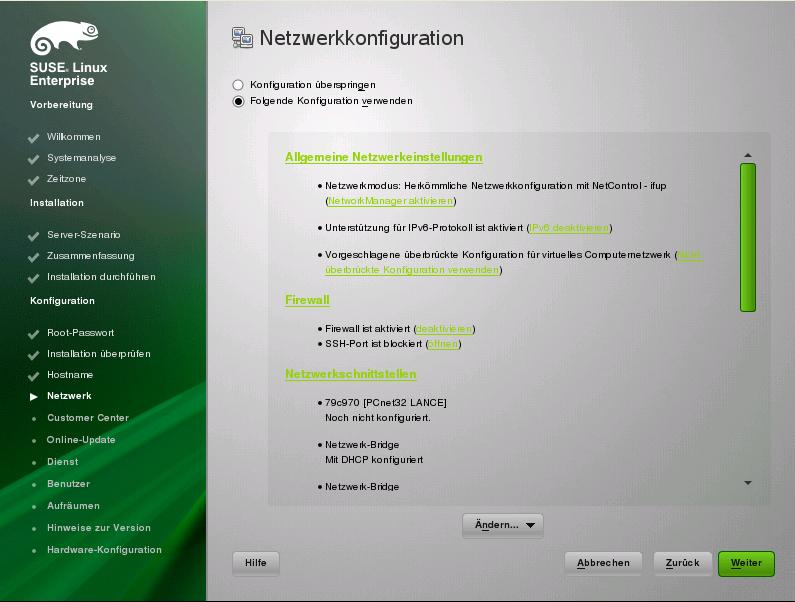 SUSE® Linux
Enterprise
Vorbereitung
Willkommen
Systemanalyse
Zeitzone
Installation
Server-Szenario
Zusammenfassung
Installation durchführen
Konfiguration
Root-Passwort
Installation überprüfen
Hostname
Netzwerk
Customer Center
Online-Update
Dienst
Benutzer
Aufräumen
Hinweise zur Version
Hardware-Konfiguration
Netzwerkkonfiguration
Konfiguration überspringen
Folgende Konfiguration verwenden
Allgemeine Netzwerkeinstellungen
• Netzwerkmodus: Herkömmliche Netzwerkkonfiguration mit NetControl - ifup
(NetworkManager aktivieren)
• Unterstützung für IPv6-Protokoll ist aktiviert (IPv6 deaktivieren)
• Vorgeschlagene überbrückte Konfiguration für virtuelles Computernetzwerk (Nicht
überbrückte Konfiguration verwenden)
Firewall
• Firewall ist aktiviert (deaktivieren)
• SSH-Port ist blockiert (öffnen)
Netzwerkschnittstellen
• 79c970 [PCnet32 LANCE]
Noch nicht konfiguriert.
• Netzwerk-Bridge
Mit DHCP konfiguriert
• Netzwerk-Bridge
Ändern...
Hilfe
Abbrechen
Zurück
Weiter